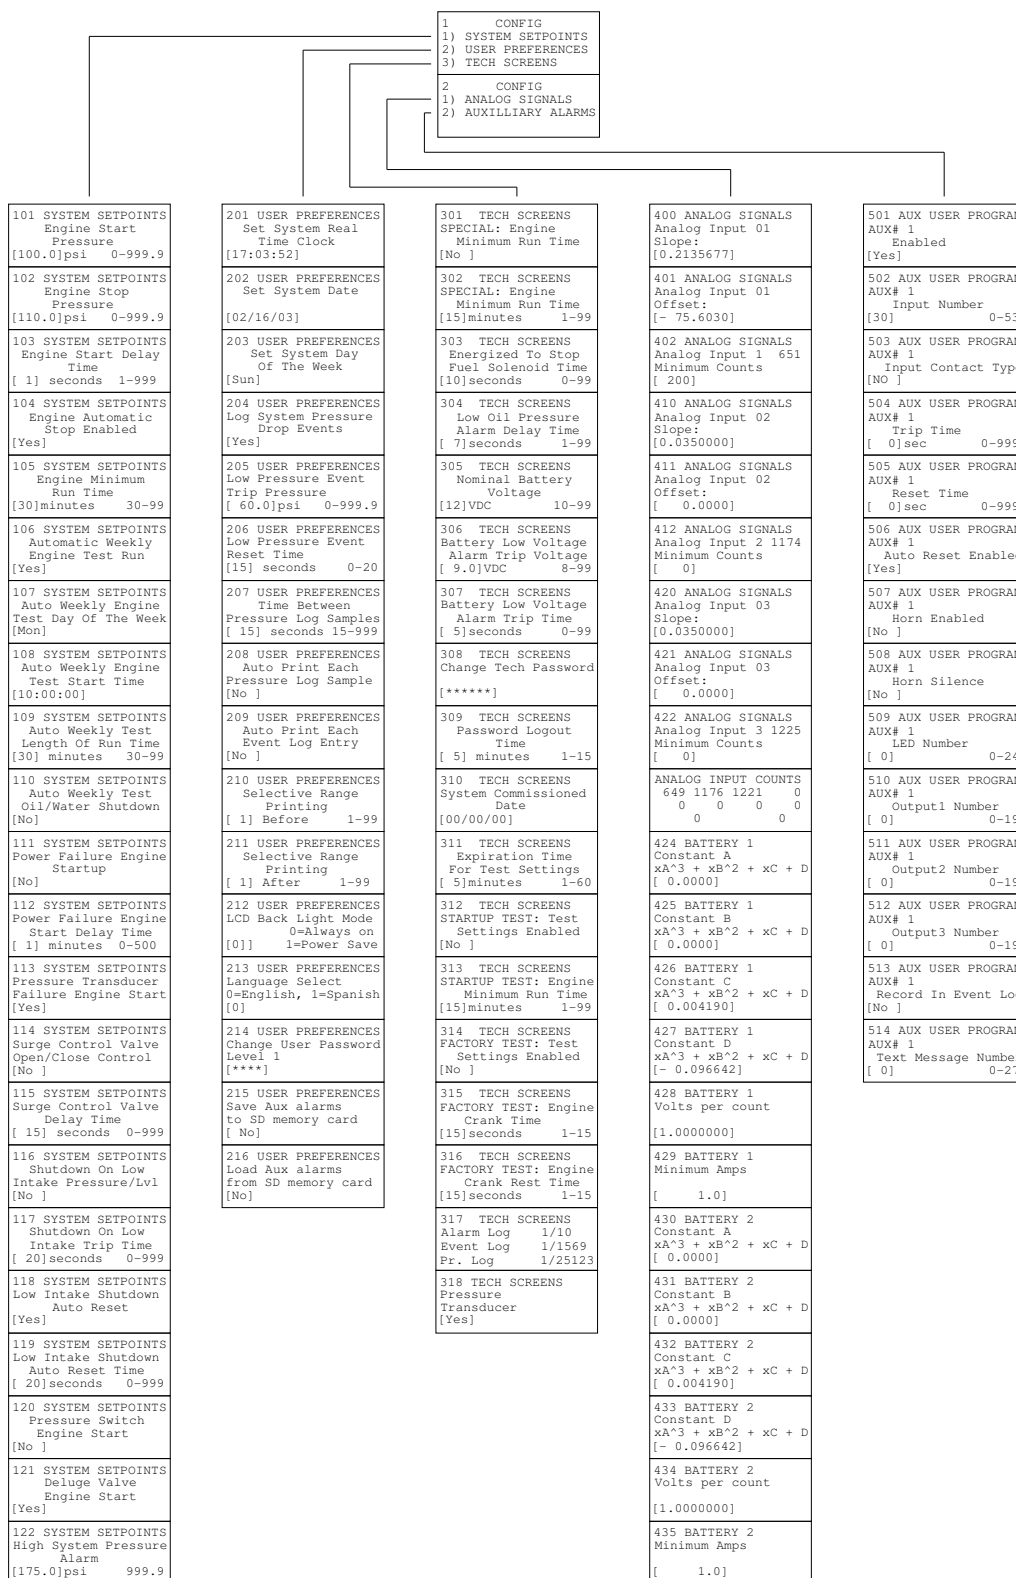 1 CONFIG
1) SYSTEM SETPOINTS
2) USER PREFERENCES
3) TECH SCREENS
2 CONFIG
1) ANALOG SIGNALS
2) AUXILLIARY ALARMS
101 SYSTEM SETPOINTS
Engine Start
Pressure
[100.0]psi 0-999.9
102 SYSTEM SETPOINTS
Engine Stop
Pressure
[110.0]psi 0-999.9
103 SYSTEM SETPOINTS
Engine Start Delay
Time
[ 1] seconds 1-999
104 SYSTEM SETPOINTS
Engine Automatic
Stop Enabled
[Yes]
105 SYSTEM SETPOINTS
Engine Minimum
Run Time
[30]minutes 30-99
106 SYSTEM SETPOINTS
Automatic Weekly
Engine Test Run
[Yes]
107 SYSTEM SETPOINTS
Auto Weekly Engine
Test Day Of The Week
[Mon]
108 SYSTEM SETPOINTS
Auto Weekly Engine
Test Start Time
[10:00:00]
109 SYSTEM SETPOINTS
Auto Weekly Test
Length Of Run Time
[30] minutes 30-99
110 SYSTEM SETPOINTS
Auto Weekly Test
Oil/Water Shutdown
[No]
111 SYSTEM SETPOINTS
Power Failure Engine
Startup
[No]
112 SYSTEM SETPOINTS
Power Failure Engine
Start Delay Time
[ 1] minutes 0-500
113 SYSTEM SETPOINTS
Pressure Transducer
Failure Engine Start
[Yes]
114 SYSTEM SETPOINTS
Surge Control Valve
Open/Close Control
[No ]
115 SYSTEM SETPOINTS
Surge Control Valve
Delay Time
[ 15] seconds 0-999
116 SYSTEM SETPOINTS
Shutdown On Low
Intake Pressure/Lvl
[No ]
117 SYSTEM SETPOINTS
Shutdown On Low
Intake Trip Time
[ 20]seconds 0-999
118 SYSTEM SETPOINTS
Low Intake Shutdown
Auto Reset
[Yes]
119 SYSTEM SETPOINTS
Low Intake Shutdown
Auto Reset Time
[ 20]seconds 0-999
120 SYSTEM SETPOINTS
Pressure Switch
Engine Start
[No ]
121 SYSTEM SETPOINTS
Deluge Valve
Engine Start
[Yes]
122 SYSTEM SETPOINTS
High System Pressure
Alarm
[175.0]psi 999.9
201 USER PREFERENCES
Set System Real
Time Clock
[17:03:52]
202 USER PREFERENCES
Set System Date
[02/16/03]
203 USER PREFERENCES
Set System Day
Of The Week
[Sun]
204 USER PREFERENCES
Log System Pressure
Drop Events
[Yes]
205 USER PREFERENCES
Low Pressure Event
Trip Pressure
[ 60.0]psi 0-999.9
206 USER PREFERENCES
Low Pressure Event
Reset Time
[15] seconds 0-20
207 USER PREFERENCES
Time Between
Pressure Log Samples
[ 15] seconds 15-999
208 USER PREFERENCES
Auto Print Each
Pressure Log Sample
[No ]
209 USER PREFERENCES
Auto Print Each
Event Log Entry
[No ]
210 USER PREFERENCES
Selective Range
Printing
[ 1] Before 1-99
211 USER PREFERENCES
Selective Range
Printing
[ 1] After 1-99
212 USER PREFERENCES
LCD Back Light Mode
0=Always on
[0]] 1=Power Save
213 USER PREFERENCES
Language Select
0=English, 1=Spanish
[0]
214 USER PREFERENCES
Change User Password
Level 1
[****]
215 USER PREFERENCES
Save Aux alarms
to SD memory card
[ No]
216 USER PREFERENCES
Load Aux alarms
from SD memory card
[No]
301 TECH SCREENS
SPECIAL: Engine
Minimum Run Time
[No ]
302 TECH SCREENS
SPECIAL: Engine
Minimum Run Time
[15]minutes 1-99
303 TECH SCREENS
Energized To Stop
Fuel Solenoid Time
[10]seconds 0-99
304 TECH SCREENS
Low Oil Pressure
Alarm Delay Time
[ 7]seconds 1-99
305 TECH SCREENS
Nominal Battery
Voltage
[12]VDC 10-99
306 TECH SCREENS
Battery Low Voltage
Alarm Trip Voltage
[ 9.0]VDC 8-99
307 TECH SCREENS
Battery Low Voltage
Alarm Trip Time
[ 5]seconds 0-99
308 TECH SCREENS
Change Tech Password
[******]
309 TECH SCREENS
Password Logout
Time
[ 5] minutes 1-15
310 TECH SCREENS
System Commissioned
Date
[00/00/00]
311 TECH SCREENS
Expiration Time
For Test Settings
[ 5]minutes 1-60
312 TECH SCREENS
STARTUP TEST: Test
Settings Enabled
[No ]
313 TECH SCREENS
STARTUP TEST: Engine
Minimum Run Time
[15]minutes 1-99
314 TECH SCREENS
FACTORY TEST: Test
Settings Enabled
[No ]
315 TECH SCREENS
FACTORY TEST: Engine
Crank Time
[15]seconds 1-15
316 TECH SCREENS
FACTORY TEST: Engine
Crank Rest Time
[15]seconds 1-15
317 TECH SCREENS
Alarm Log 1/10
Event Log 1/1569
Pr. Log 1/25123
318 TECH SCREENS
Pressure
Transducer
[Yes]
400 ANALOG SIGNALS
Analog Input 01
Slope:
[0.2135677]
401 ANALOG SIGNALS
Analog Input 01
Offset:
[- 75.6030]
402 ANALOG SIGNALS
Analog Input 1 651
Minimum Counts
[ 200]
410 ANALOG SIGNALS
Analog Input 02
Slope:
[0.0350000]
411 ANALOG SIGNALS
Analog Input 02
Offset:
[ 0.0000]
412 ANALOG SIGNALS
Analog Input 2 1174
Minimum Counts
[ 0]
420 ANALOG SIGNALS
Analog Input 03
Slope:
[0.0350000]
421 ANALOG SIGNALS
Analog Input 03
Offset:
[ 0.0000]
422 ANALOG SIGNALS
Analog Input 3 1225
Minimum Counts
[ 0]
ANALOG INPUT COUNTS
649 1176 1221 0
0 0 0 0
0 0
424 BATTERY 1
Constant A
xA^3 + xB^2 + xC + D
[ 0.0000]
425 BATTERY 1
Constant B
xA^3 + xB^2 + xC + D
[ 0.0000]
426 BATTERY 1
Constant C
xA^3 + xB^2 + xC + D
[ 0.004190]
427 BATTERY 1
Constant D
xA^3 + xB^2 + xC + D
[- 0.096642]
428 BATTERY 1
Volts per count
[1.0000000]
429 BATTERY 1
Minimum Amps
[ 1.0]
430 BATTERY 2
Constant A
xA^3 + xB^2 + xC + D
[ 0.0000]
431 BATTERY 2
Constant B
xA^3 + xB^2 + xC + D
[ 0.0000]
432 BATTERY 2
Constant C
xA^3 + xB^2 + xC + D
[ 0.004190]
433 BATTERY 2
Constant D
xA^3 + xB^2 + xC + D
[- 0.096642]
434 BATTERY 2
Volts per count
[1.0000000]
435 BATTERY 2
Minimum Amps
[ 1.0]
501 AUX USER PROGRAM
AUX# 1
Enabled
[Yes]
502 AUX USER PROGRAM
AUX# 1
Input Number
[30] 0-53
503 AUX USER PROGRAM
AUX# 1
Input Contact Type
[NO ]
504 AUX USER PROGRAM
AUX# 1
Trip Time
[ 0]sec 0-999
505 AUX USER PROGRAM
AUX# 1
Reset Time
[ 0]sec 0-999
506 AUX USER PROGRAM
AUX# 1
Auto Reset Enabled
[Yes]
507 AUX USER PROGRAM
AUX# 1
Horn Enabled
[No ]
508 AUX USER PROGRAM
AUX# 1
Horn Silence
[No ]
509 AUX USER PROGRAM
AUX# 1
LED Number
[ 0] 0-24
510 AUX USER PROGRAM
AUX# 1
Output1 Number
[ 0] 0-19
511 AUX USER PROGRAM
AUX# 1
Output2 Number
[ 0] 0-19
512 AUX USER PROGRAM
AUX# 1
Output3 Number
[ 0] 0-19
513 AUX USER PROGRAM
AUX# 1
Record In Event Log
[No ]
514 AUX USER PROGRAM
AUX# 1
Text Message Number
[ 0] 0-27